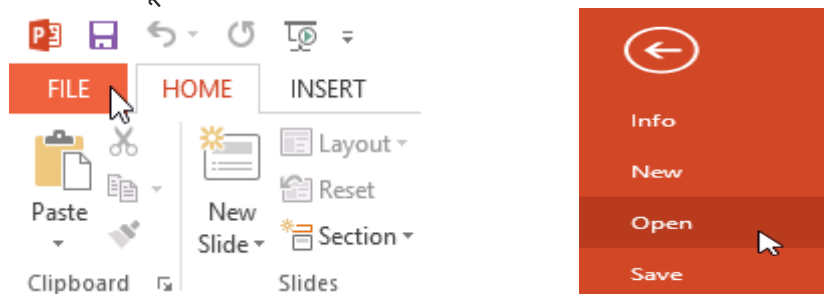 FILE HOME INSERT
Layout
Reset
Paste New
Slide Section
Clipboard Slides
Info
New
Open
Save